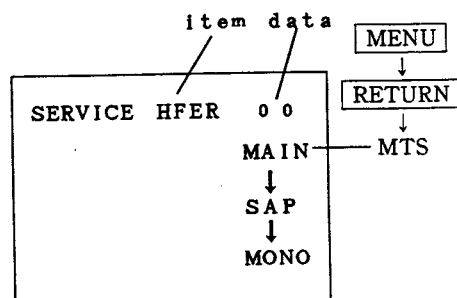 item data
MENU
RETURN
SERVICE HFER 00
MAIN MTS
SAP
MONO